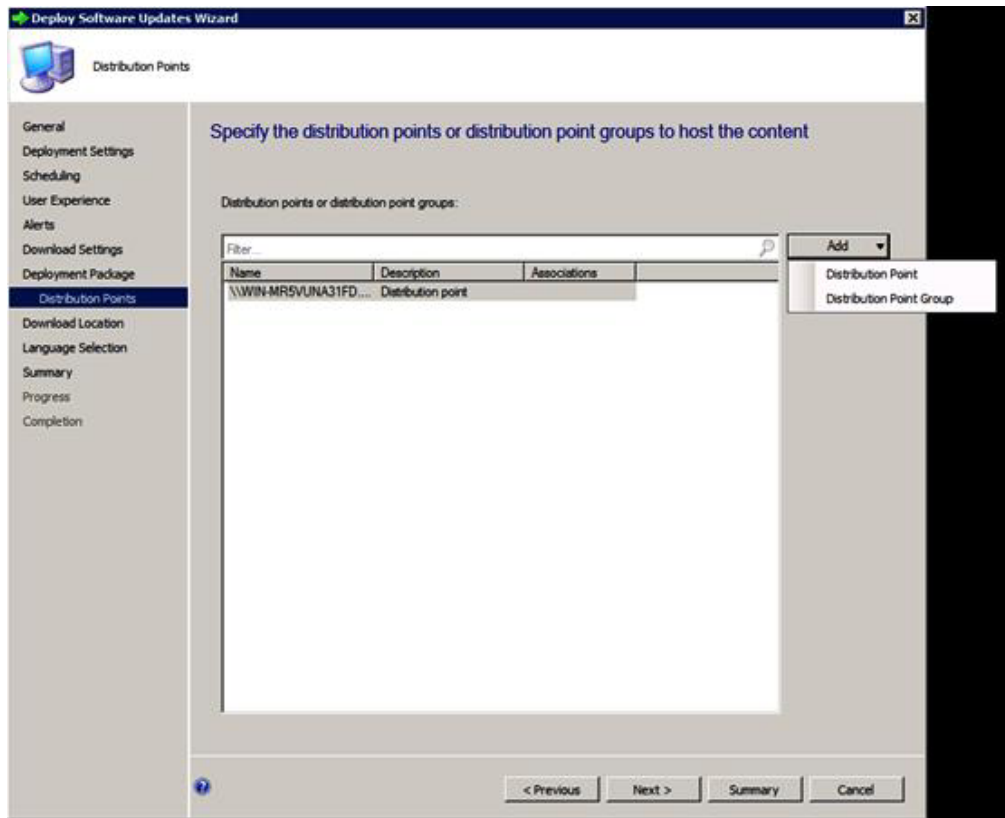 Deploy Software Updates Wizard
Distribution Points
General
Deployment Settings
Scheduling
User Experience
Alerts
Download Settings
Deployment Package
Distribution Points
Download Location
Language Selection
Summary
Progress
Completion
Specify the distribution points or distribution point groups to host the content
Distribution points or distribution point groups:
Filter...
Add
Distribution Point
Distribution Point Group
Name Description Associations
\\WIN-MR5VUNA31FD.... Distribution point
< Previous Next > Summary Cancel